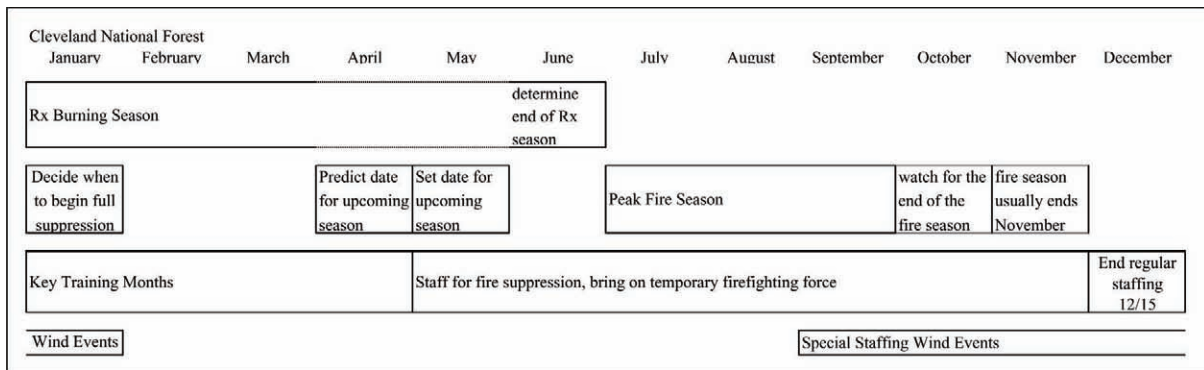 Cleveland National Forest
January February March April May June July August September October November December
Rx Burning Season
determine
end of Rx
season
Decide when
to begin full
suppression
Predict date
for upcoming
season
Set date for
upcoming
season
Peak Fire Season
watch for the
end of the
fire season
fire season
usually ends
November
Key Training Months
Staff for fire suppression, bring on temporary firefighting force
End regular
staffing
12/15
Wind Events
Special Staffing Wind Events